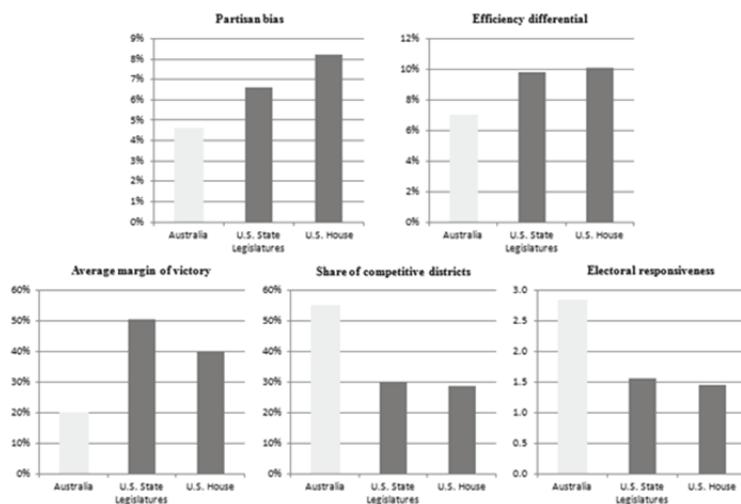 Partisan bias
9%
8%
7%
6%
5%
4%
3%
2%
1%
0%
Australia U.S. State U.S. House
Legislatures
Efficiency differential
12%
10%
8%
6%
4%
2%
0%
Australia U.S. State U.S. House
Legislatures
Average margin of victory
60%
50%
40%
30%
20%
10%
0%
Australia U.S. State U.S. House
Legislatures
Share of competitive districts
60%
50%
40%
30%
20%
10%
0%
Australia U.S. State U.S. House
Legislatures
Electoral responsiveness
3.0
2.5
2.0
1.5
1.0
0.5
0.0
Australia U.S. State U.S. House
Legislatures